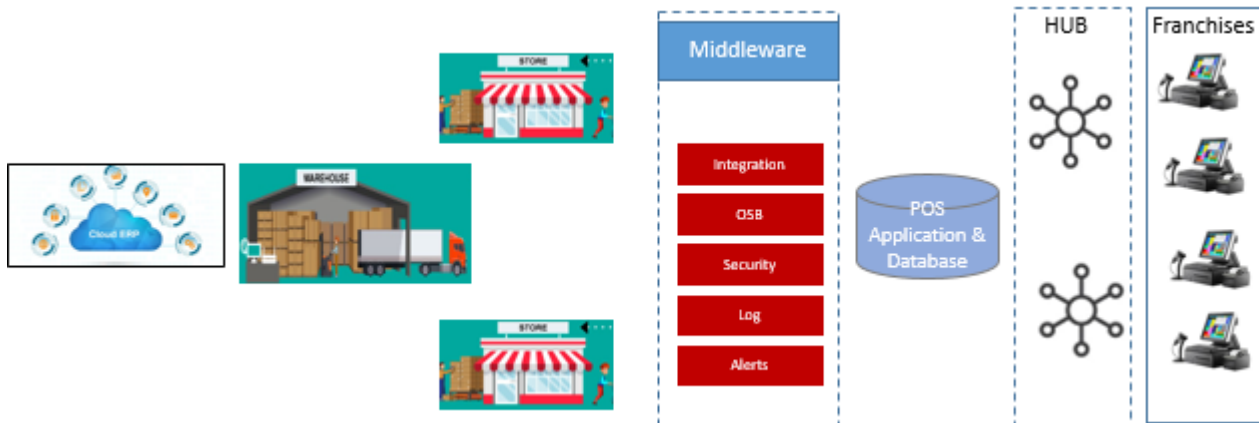 STORE
Cloud ERP
WAREHOUSE
STORE
Middleware
Integration
OSB
Security
Log
Alerts
POS
Application &
Database
HUB
Franchises